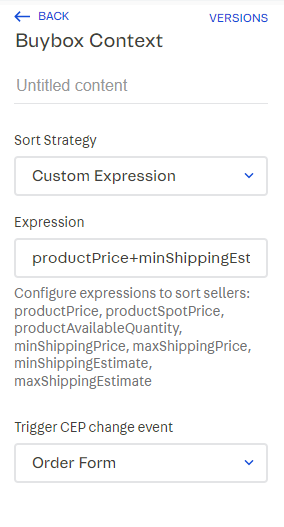 BACK VERSIONS
Buybox Context
Untitled content
Sort Strategy
Custom Expression
Expression
productPrice+minShippingEst
Configure expressions to sort sellers:
productPrice, productSpotPrice,
productAvailableQuantity,
minShippingPrice, maxShippingPrice,
minShippingEstimate,
maxShippingEstimate
Trigger CEP change event
Order Form